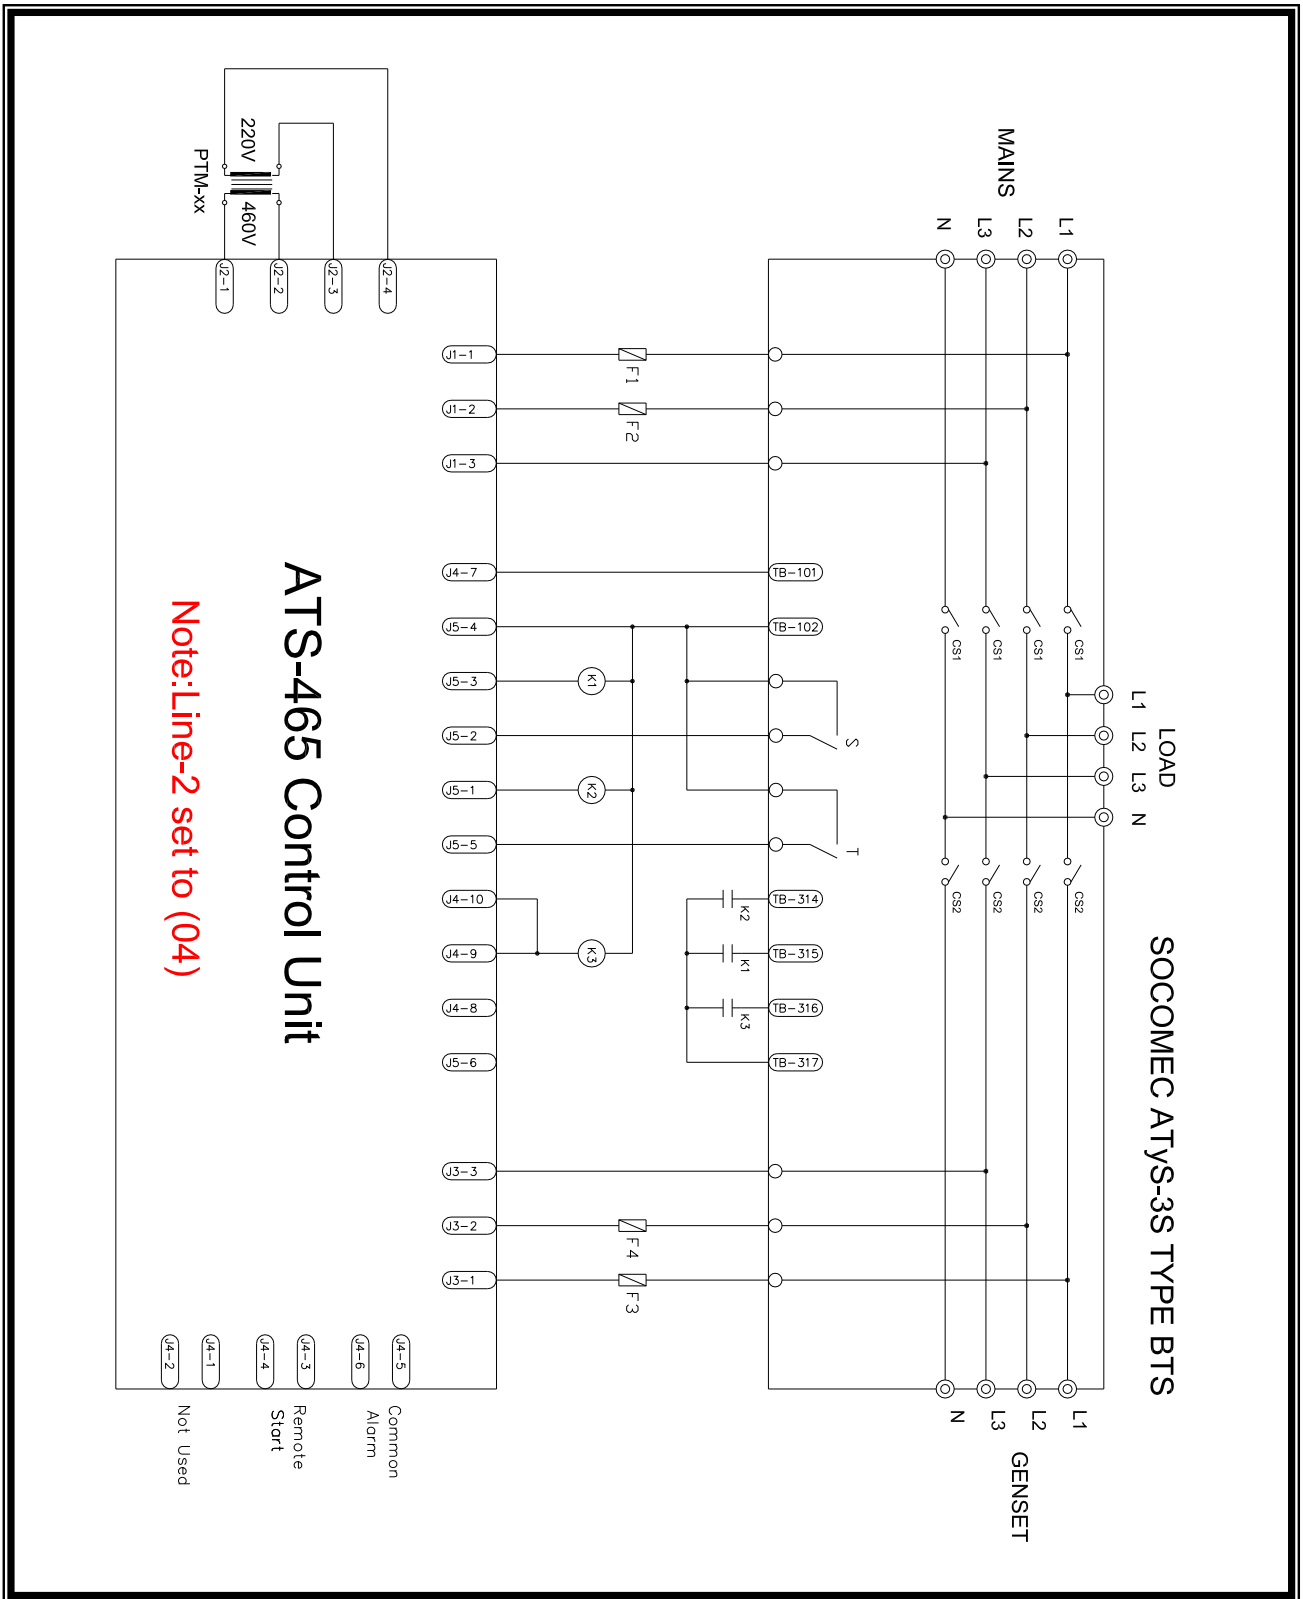 SOCOMEC ATyS-3S TYPE BTS
LOAD
L1 L2 L3 N
MAINS
L1
L2
L3
N
GENSET
L1
L2
L3
N
CS1
CS1
CS1
CS1
CS2
CS2
CS2
CS2
S
T
TB-101
TB-102
TB-314
TB-315
TB-316
TB-317
K2
K1
K3
F1
F2
F4
F3
K1
K2
K3
J1-1
J1-2
J1-3
J4-7
J5-4
J5-3
J5-2
J5-1
J5-5
J4-10
J4-9
J4-8
J5-6
J3-3
J3-2
J3-1
J2-4
J2-3
J2-2
J2-1
220V 460V
PTM-xx
ATS-465 Control Unit
Note:Line-2 set to (04)
J4-5
J4-6
Common
Alarm
J4-3
J4-4
Remote
Start
J4-1
J4-2
Not Used